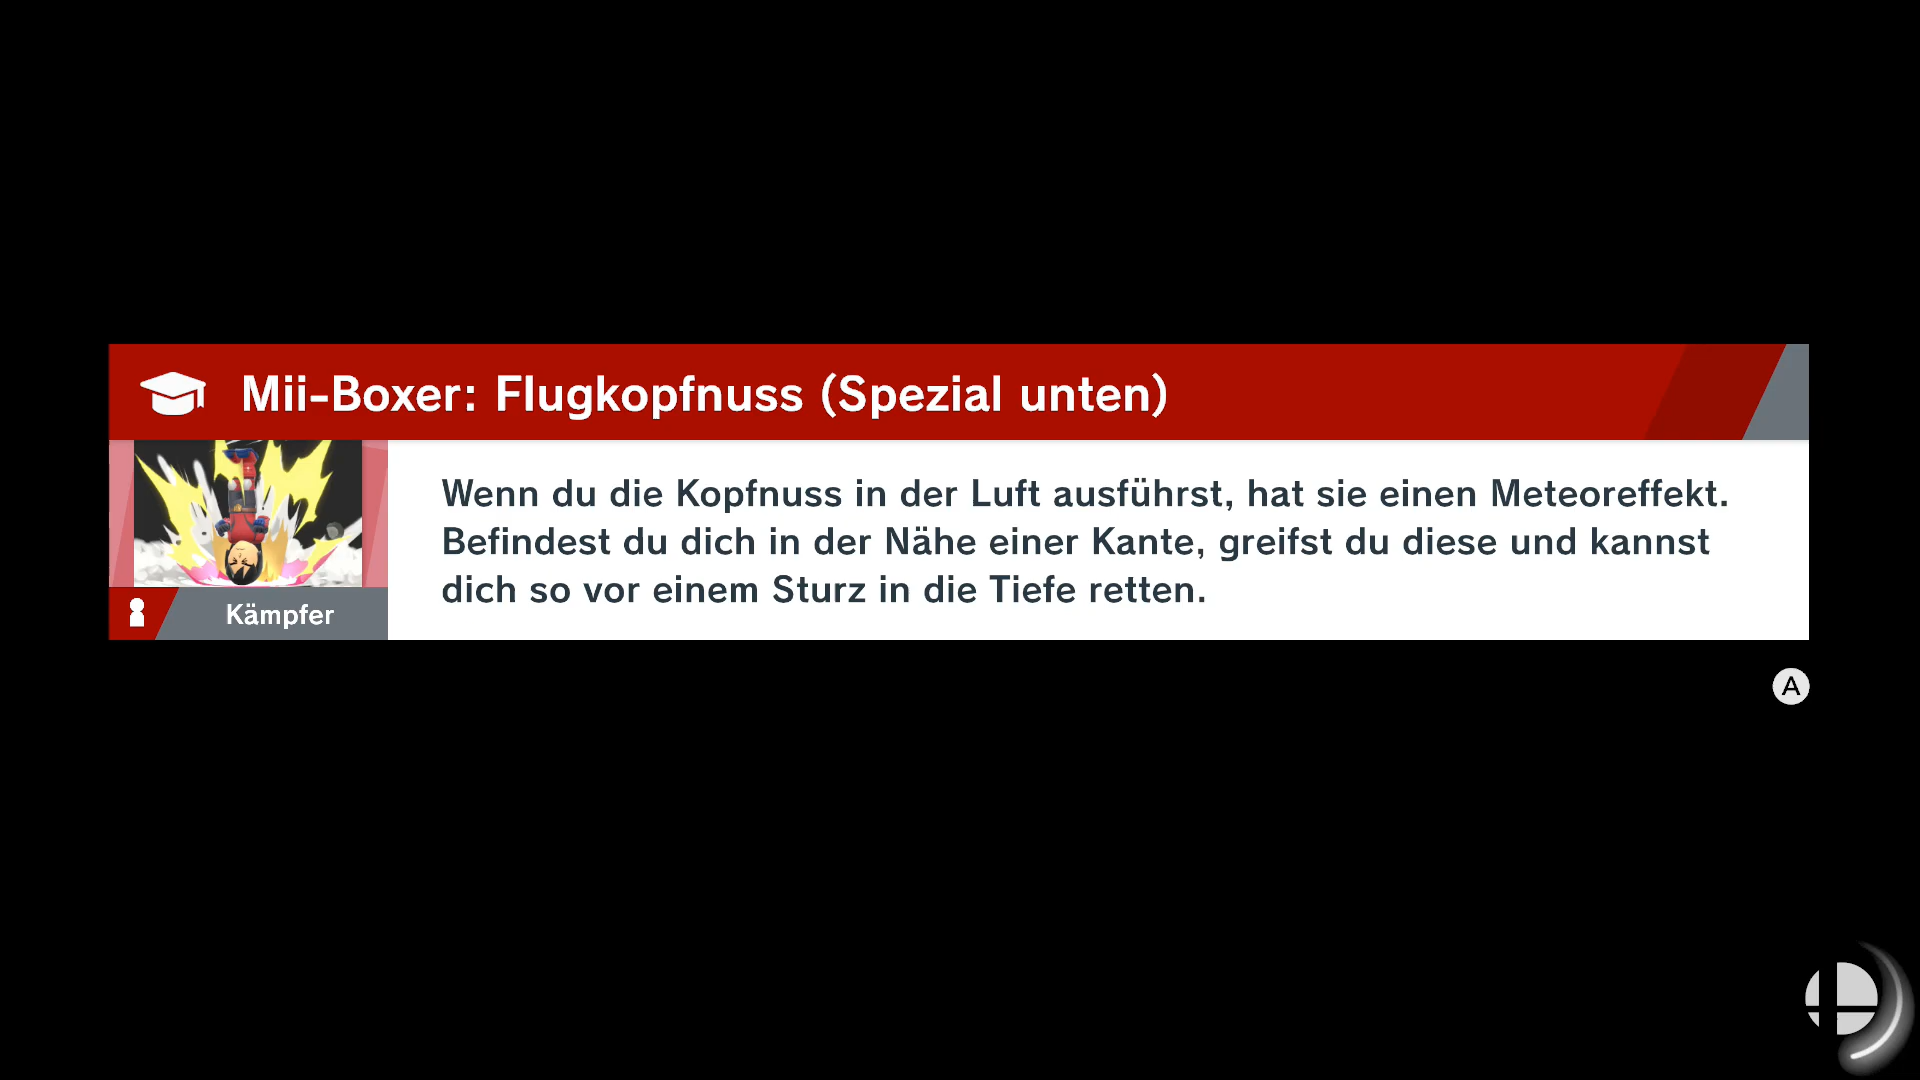 Mii-Boxer: Flugkopfnuss (Spezial unten)
Wenn du die Kopfnuss in der Luft ausführst, hat sie einen Meteoreffekt.
Befindest du dich in der Nähe einer Kante, greifst du diese und kannst
dich so vor einem Sturz in die Tiefe retten.
Kämpfer
A